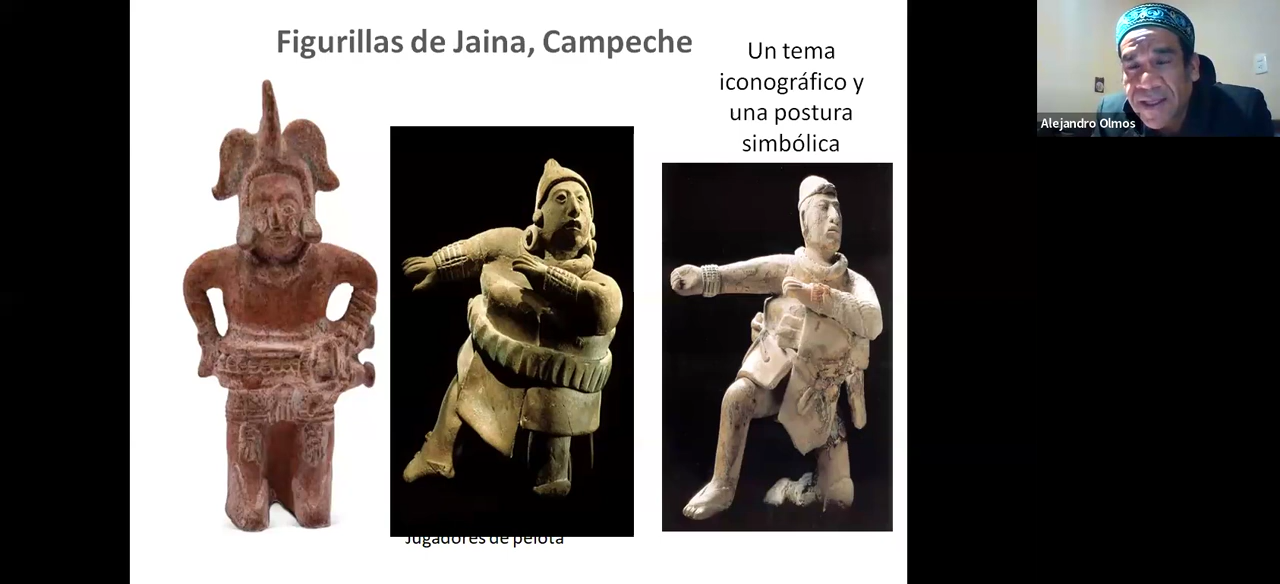 Figurillas de Jaina, Campeche
Un tema
iconográfico y
una postura
simbólica
Alejandro Olmos
Jugadores de pelota